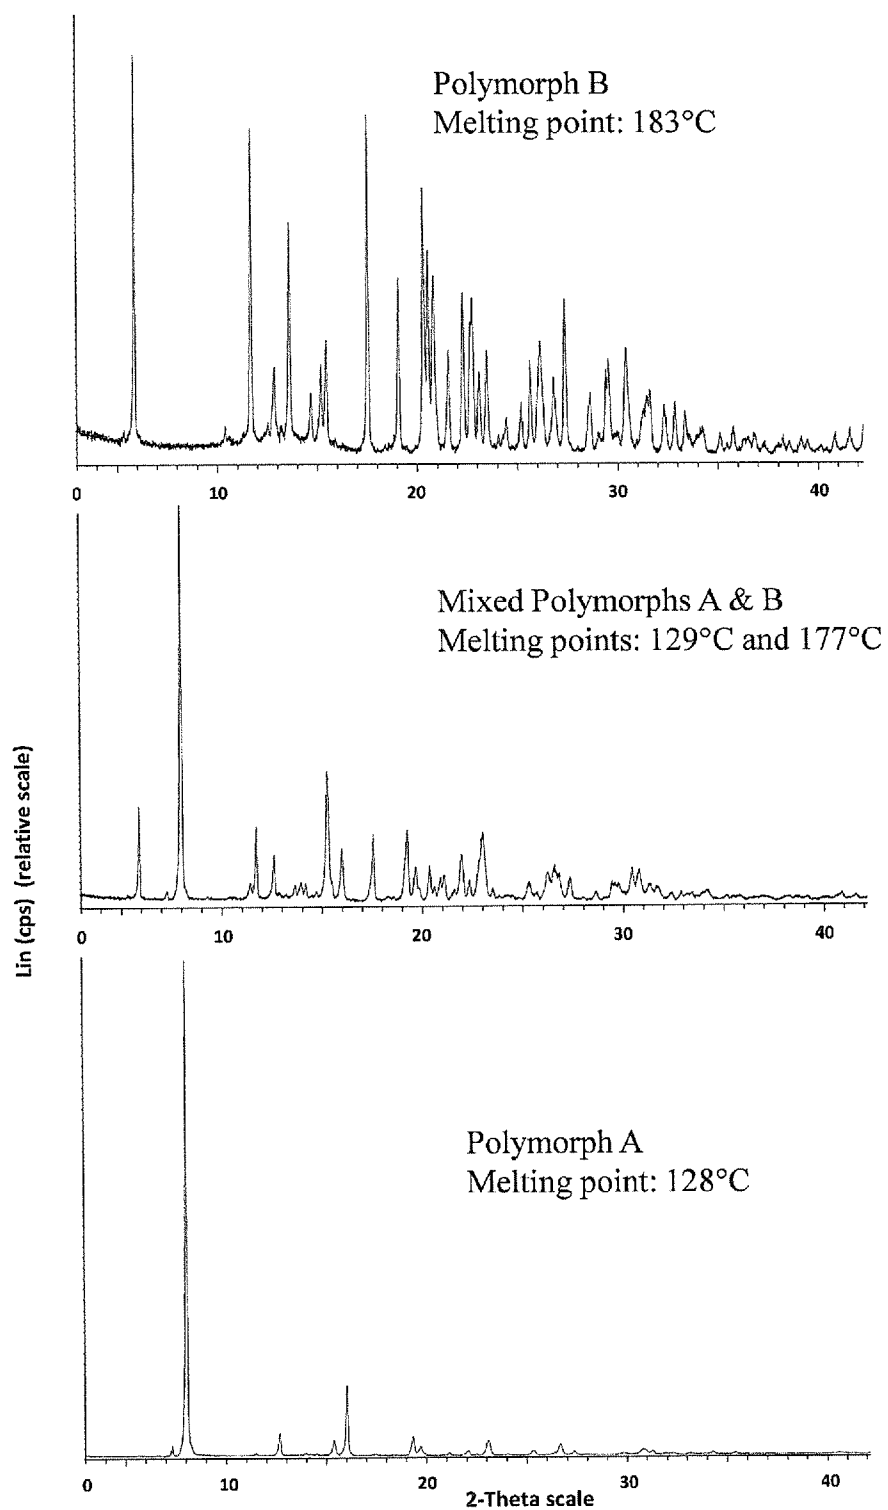 Polymorph B
Melting point: 183°C
0 10 20 30 40
Mixed Polymorphs A & B
Melting points: 129°C and 177°C
Lin (cps) (relative scale)
0 10 20 30 40
Polymorph A
Melting point: 128°C
0 10 20 30 40
2-Theta scale